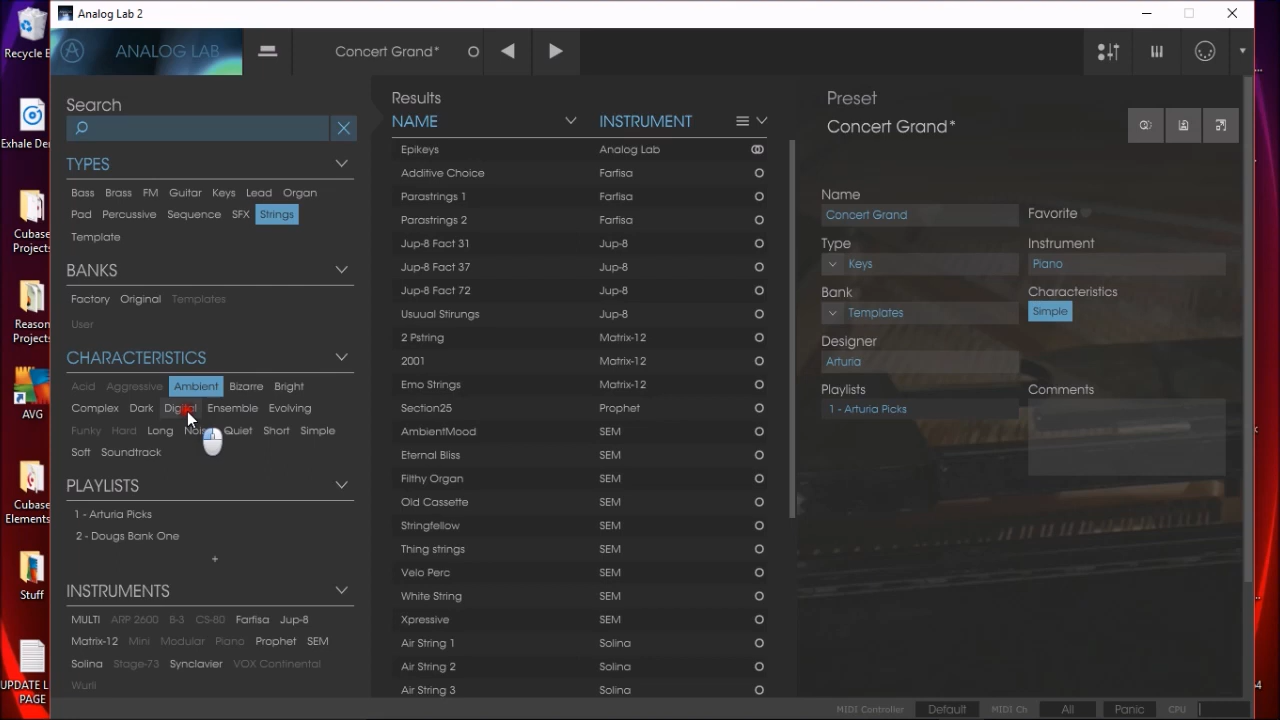 Analog Lab 2
ANALOG LAB
Concert Grand*
Recycle B
Exhale De
Cubase
Projects
Reason
Projects
AVG
Cubase
Elements
Stuff
UPDATE L
PAGE
Search
TYPES
Bass Brass FM Guitar Keys Lead Organ
Pad Percussive Sequence SFX Strings
Template
BANKS
Factory Original Templates
User
CHARACTERISTICS
Acid Aggressive Ambient Bizarre Bright
Complex Dark Digital Ensemble Evolving
Funky Hard Long Quiet Short Simple
Soft Soundtrack
PLAYLISTS
1 - Arturia Picks
2 - Dougs Bank One
+
INSTRUMENTS
MULTI ARP 2600 B-3 CS-80 Farfisa Jup-8
Matrix-12 Mini Modular Piano Prophet SEM
Solina Stage-73 Synclavier VOX Continental
Wurli
Results
NAME INSTRUMENT
Epikeys Analog Lab
Additive Choice Farfisa
Parastrings 1 Farfisa
Parastrings 2 Farfisa
Jup-8 Fact 31 Jup-8
Jup-8 Fact 37 Jup-8
Jup-8 Fact 72 Jup-8
Usuual Stirungs Jup-8
2 Pstring Matrix-12
2001 Matrix-12
Emo Strings Matrix-12
Section25 Prophet
AmbientMood SEM
Eternal Bliss SEM
Filthy Organ SEM
Old Cassette SEM
Stringfellow SEM
Thing strings SEM
Velo Perc SEM
White String SEM
Xpressive SEM
Air String 1 Solina
Air String 2 Solina
Air String 3 Solina
Preset
Concert Grand*
Name
Concert Grand
Favorite
Type
Keys
Instrument
Piano
Bank
Templates
Characteristics
Simple
Designer
Arturia
Playlists
1 - Arturia Picks
Comments
MIDI Controller Default MIDI Ch All Panic CPU